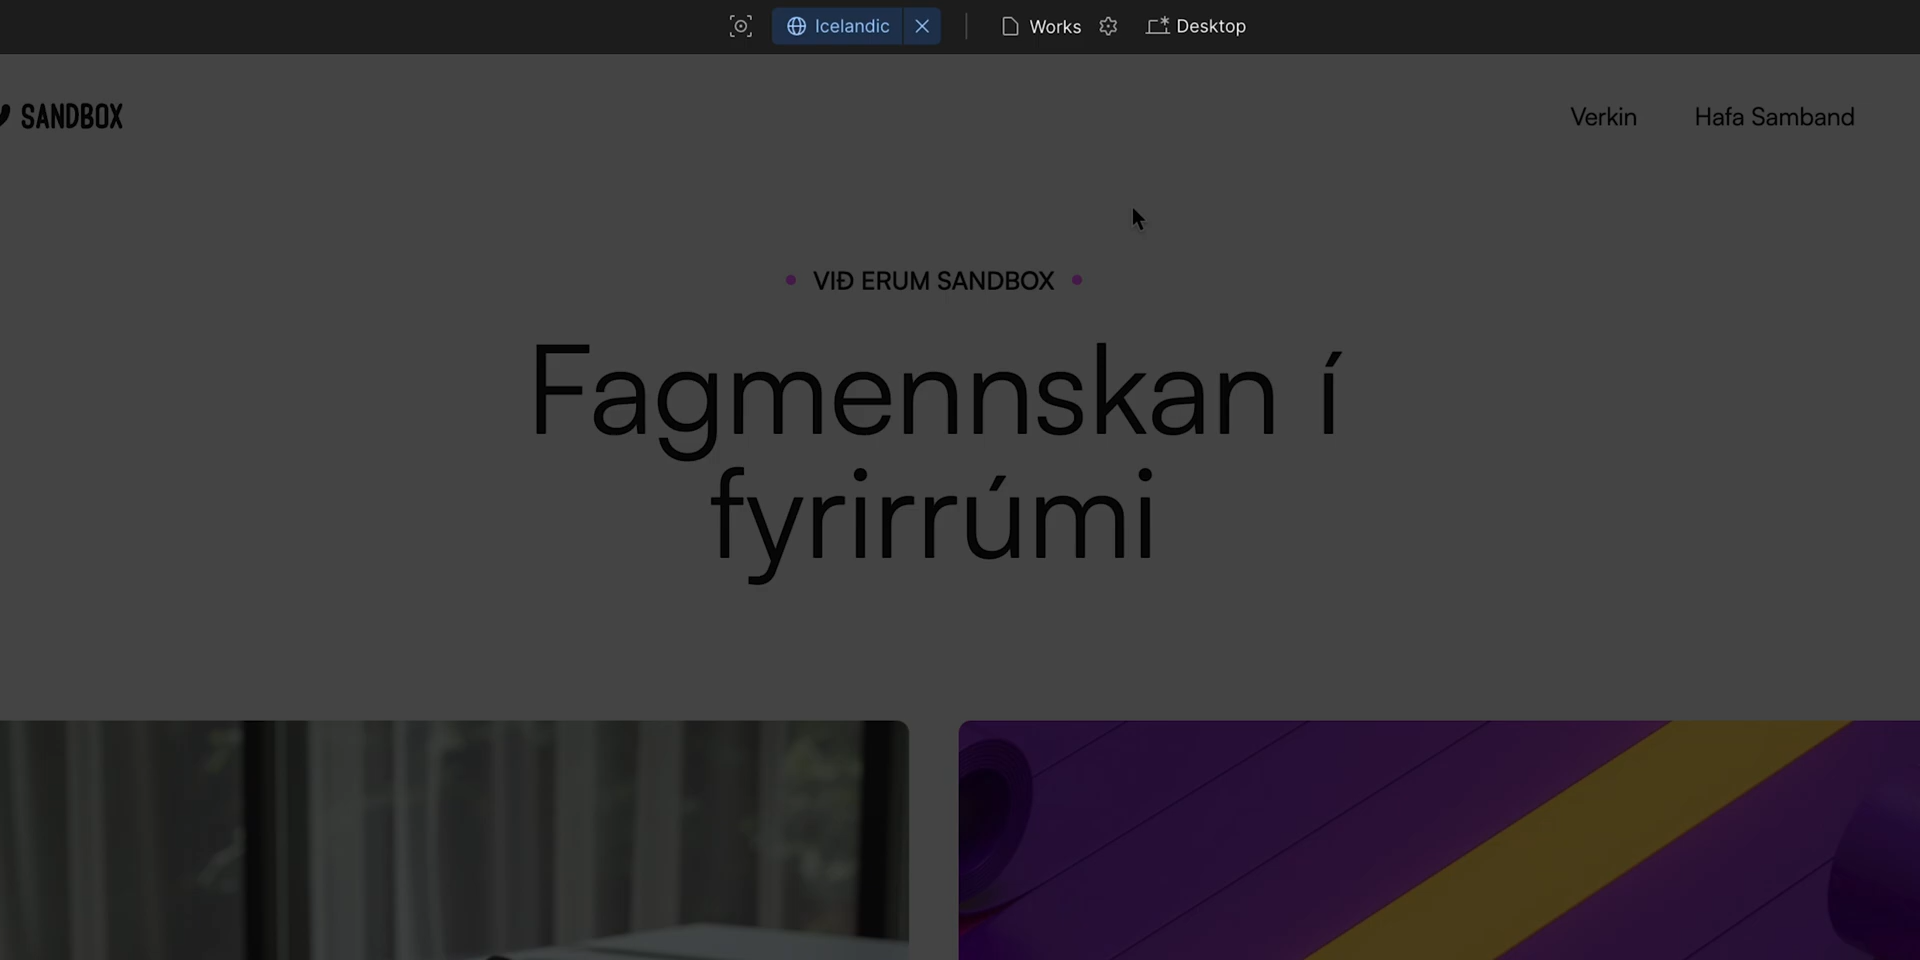 Icelandic
Works
Desktop
SANDBOX
Verkin
Hafa Samband
VIÐ ERUM SANDBOX
Fagmennskan í
fyrirrúmi